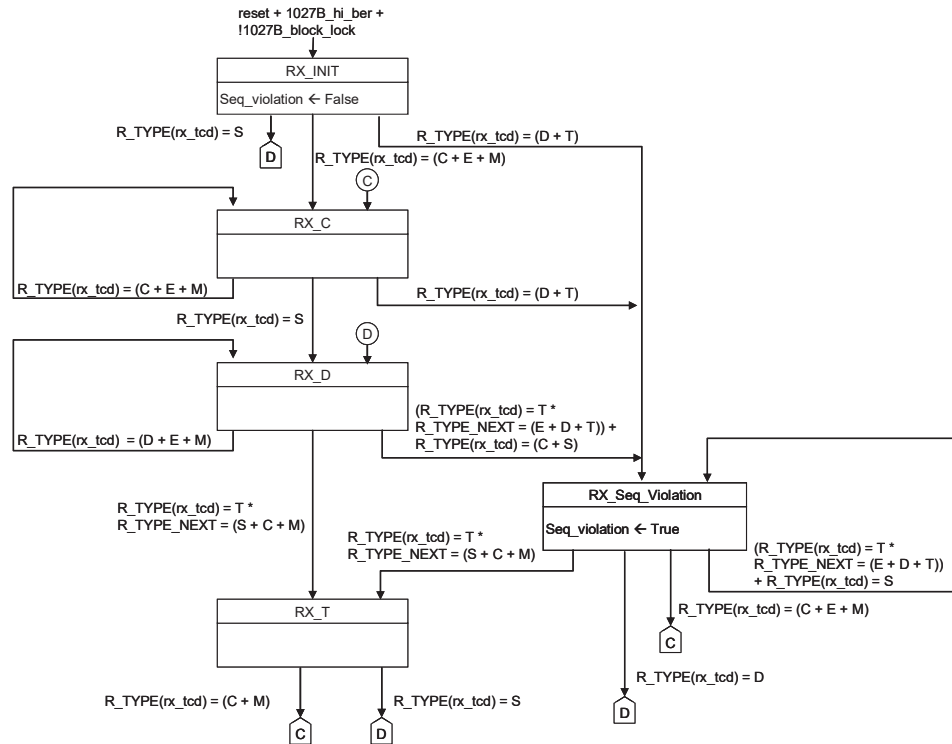 reset + 1027B_hi_ber +
!1027B_block_lock
RX_INIT
Seq_violation ← False
R_TYPE(rx_tcd) = S
D
R_TYPE(rx_tcd) = (C + E + M)
R_TYPE(rx_tcd) = (D + T)
C
RX_C
R_TYPE(rx_tcd) = (C + E + M)
R_TYPE(rx_tcd) = (D + T)
R_TYPE(rx_tcd) = S
D
RX_D
R_TYPE(rx_tcd) = (D + E + M)
(R_TYPE(rx_tcd) = T *
R_TYPE_NEXT = (E + D + T)) +
R_TYPE(rx_tcd) = (C + S)
RX_Seq_Violation
Seq_violation ← True
R_TYPE(rx_tcd) = T *
R_TYPE_NEXT = (S + C + M)
R_TYPE(rx_tcd) = T *
R_TYPE_NEXT = (S + C + M)
(R_TYPE(rx_tcd) = T *
R_TYPE_NEXT = (E + D + T))
+ R_TYPE(rx_tcd) = S
RX_T
R_TYPE(rx_tcd) = (C + E + M)
C
R_TYPE(rx_tcd) = D
D
R_TYPE(rx_tcd) = (C + M)
C
R_TYPE(rx_tcd) = S
D